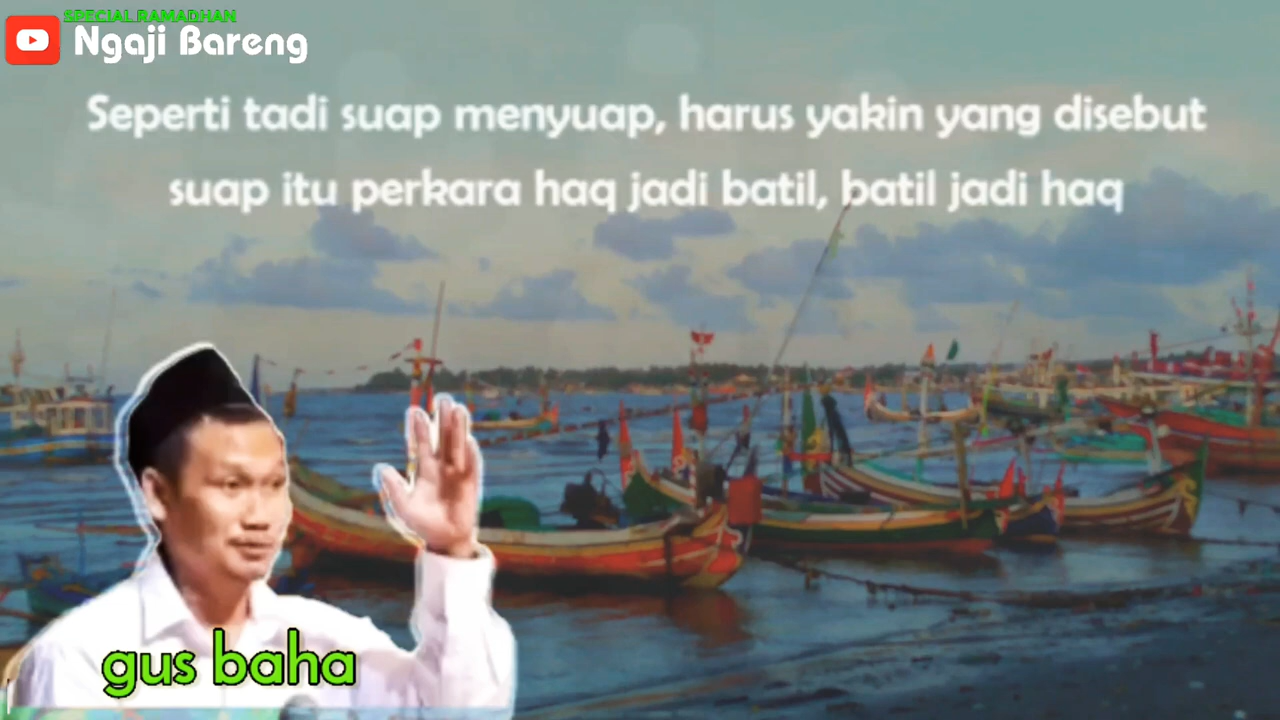 SPECIAL RAMADHAN
Ngaji Bareng
Seperti tadi suap menyuap, harus yakin yang disebut
suap itu perkara haq jadi batil, batil jadi haq
gus baha